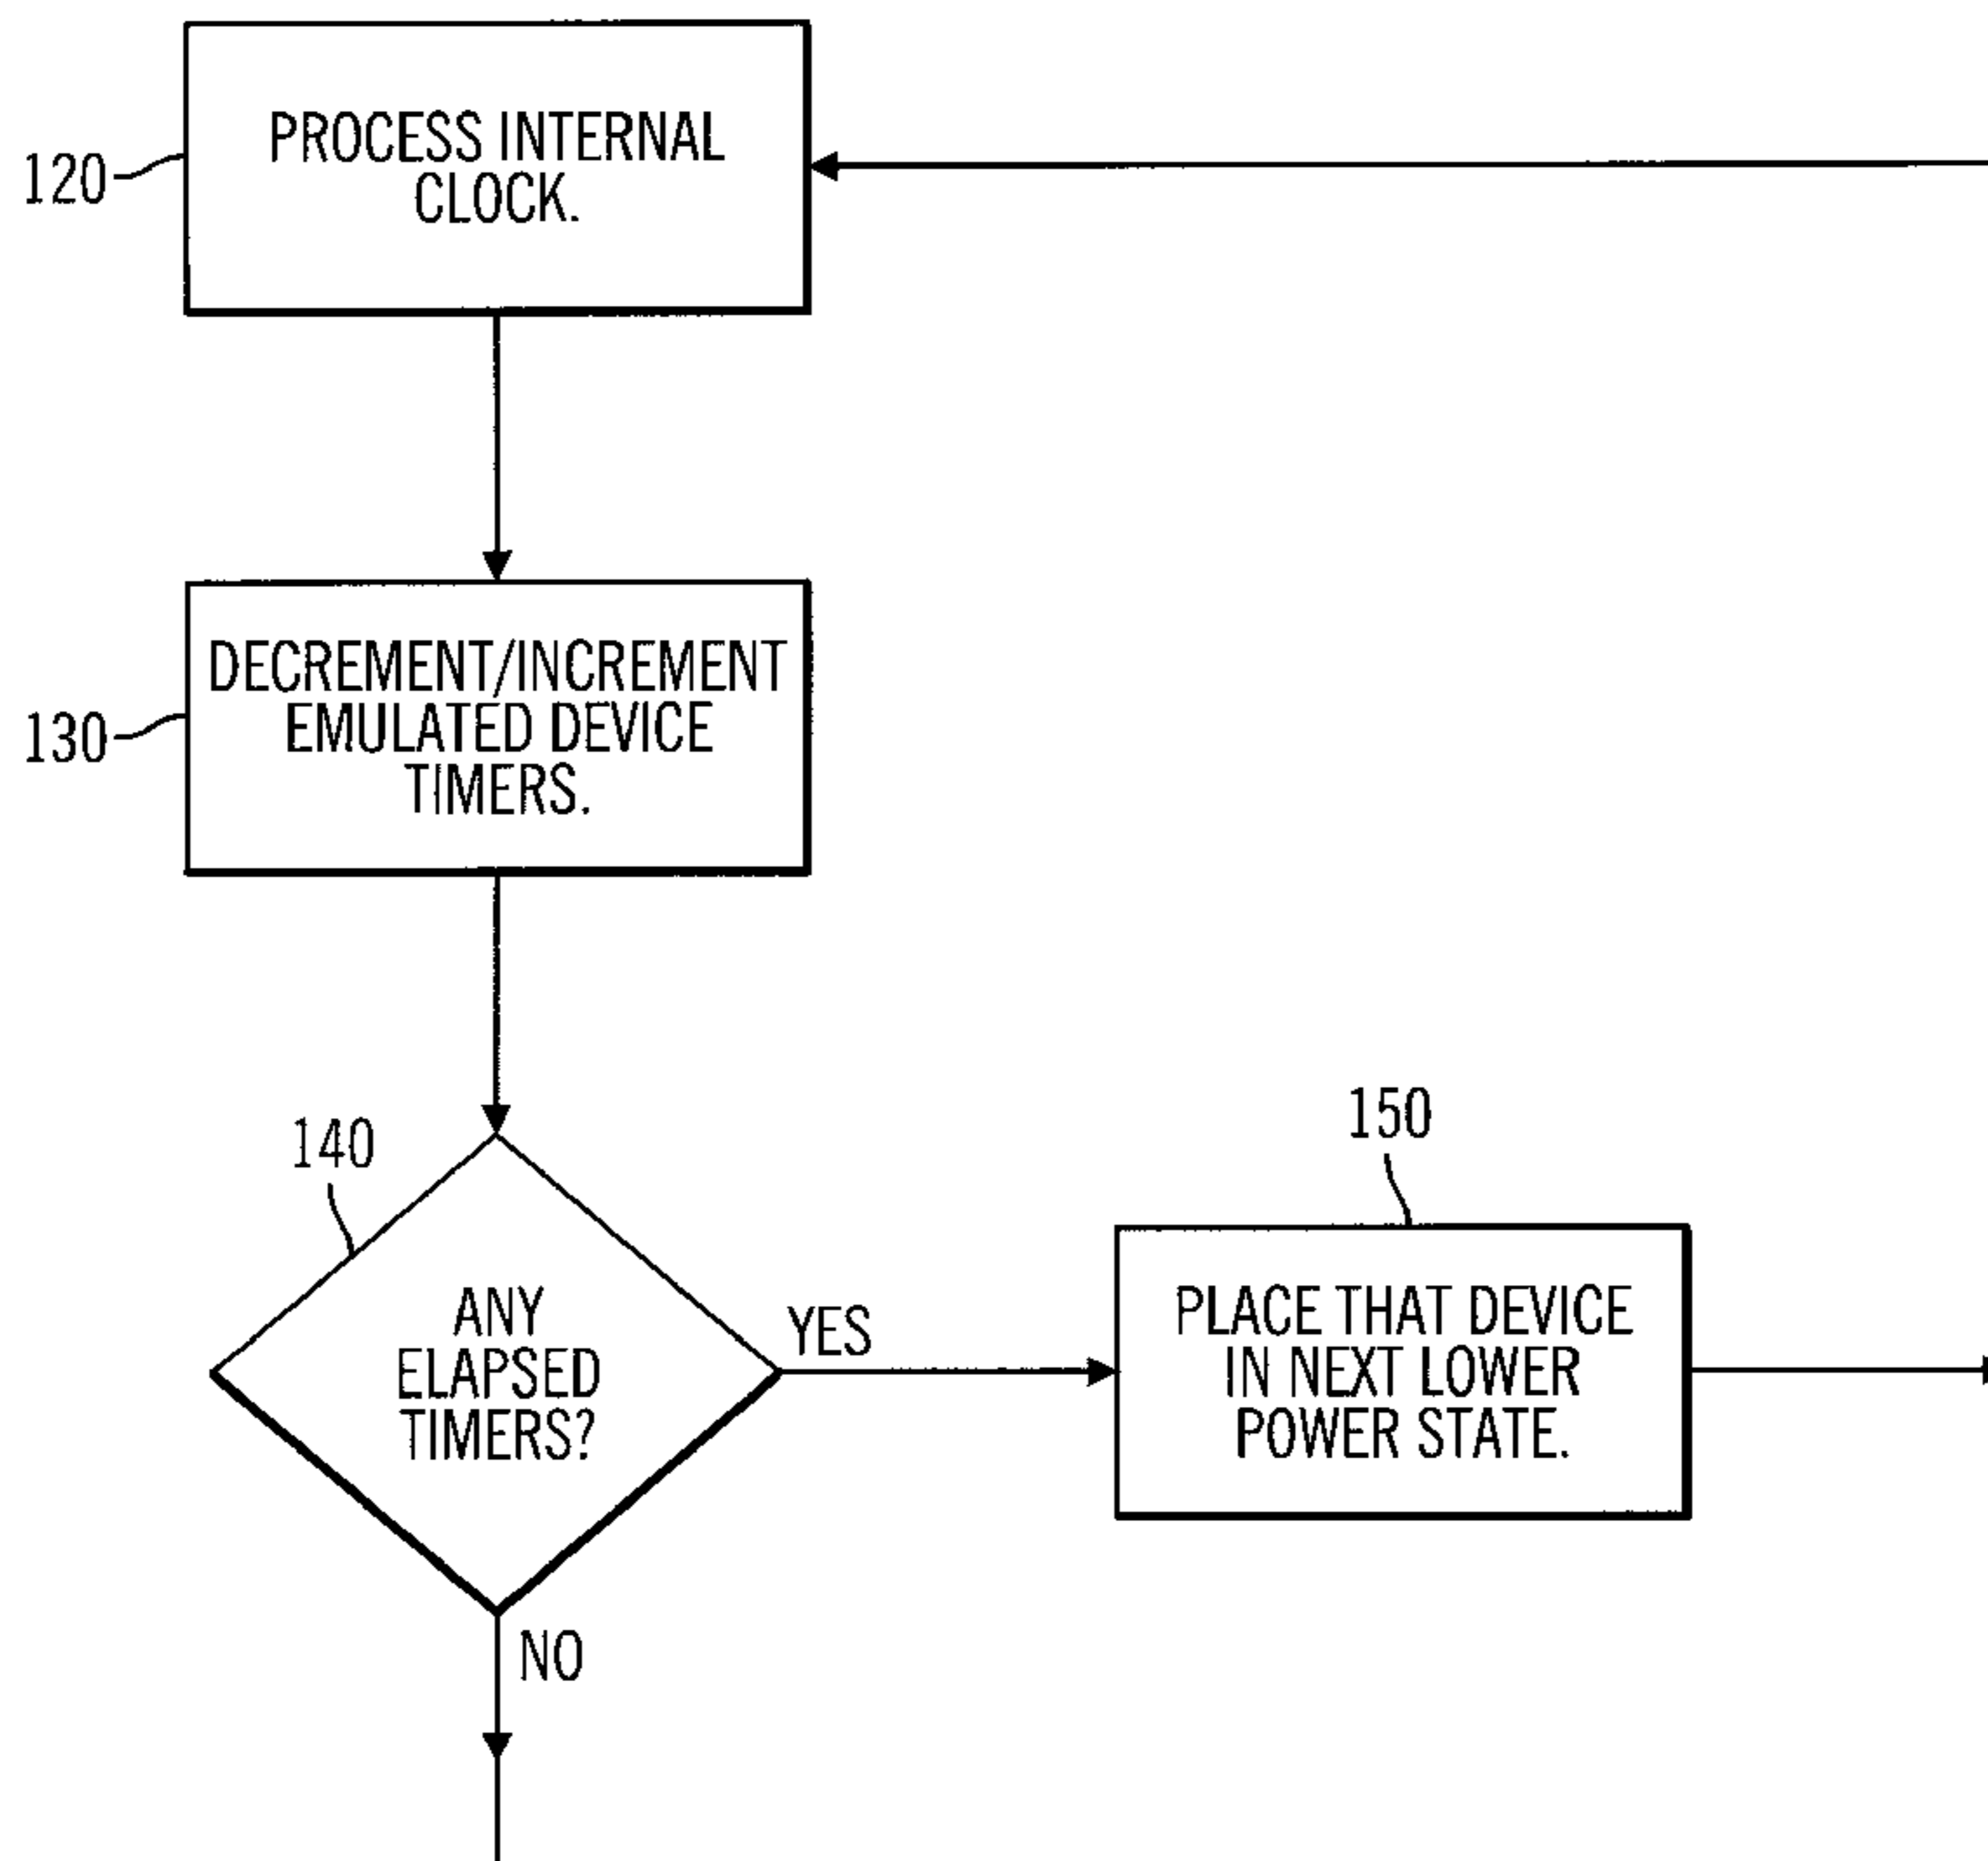 PROCESS INTERNAL
CLOCK.
120
DECREMENT/INCREMENT
EMULATED DEVICE
TIMERS.
130
140
ANY
ELAPSED
TIMERS?
YES
NO
150
PLACE THAT DEVICE
IN NEXT LOWER
POWER STATE.